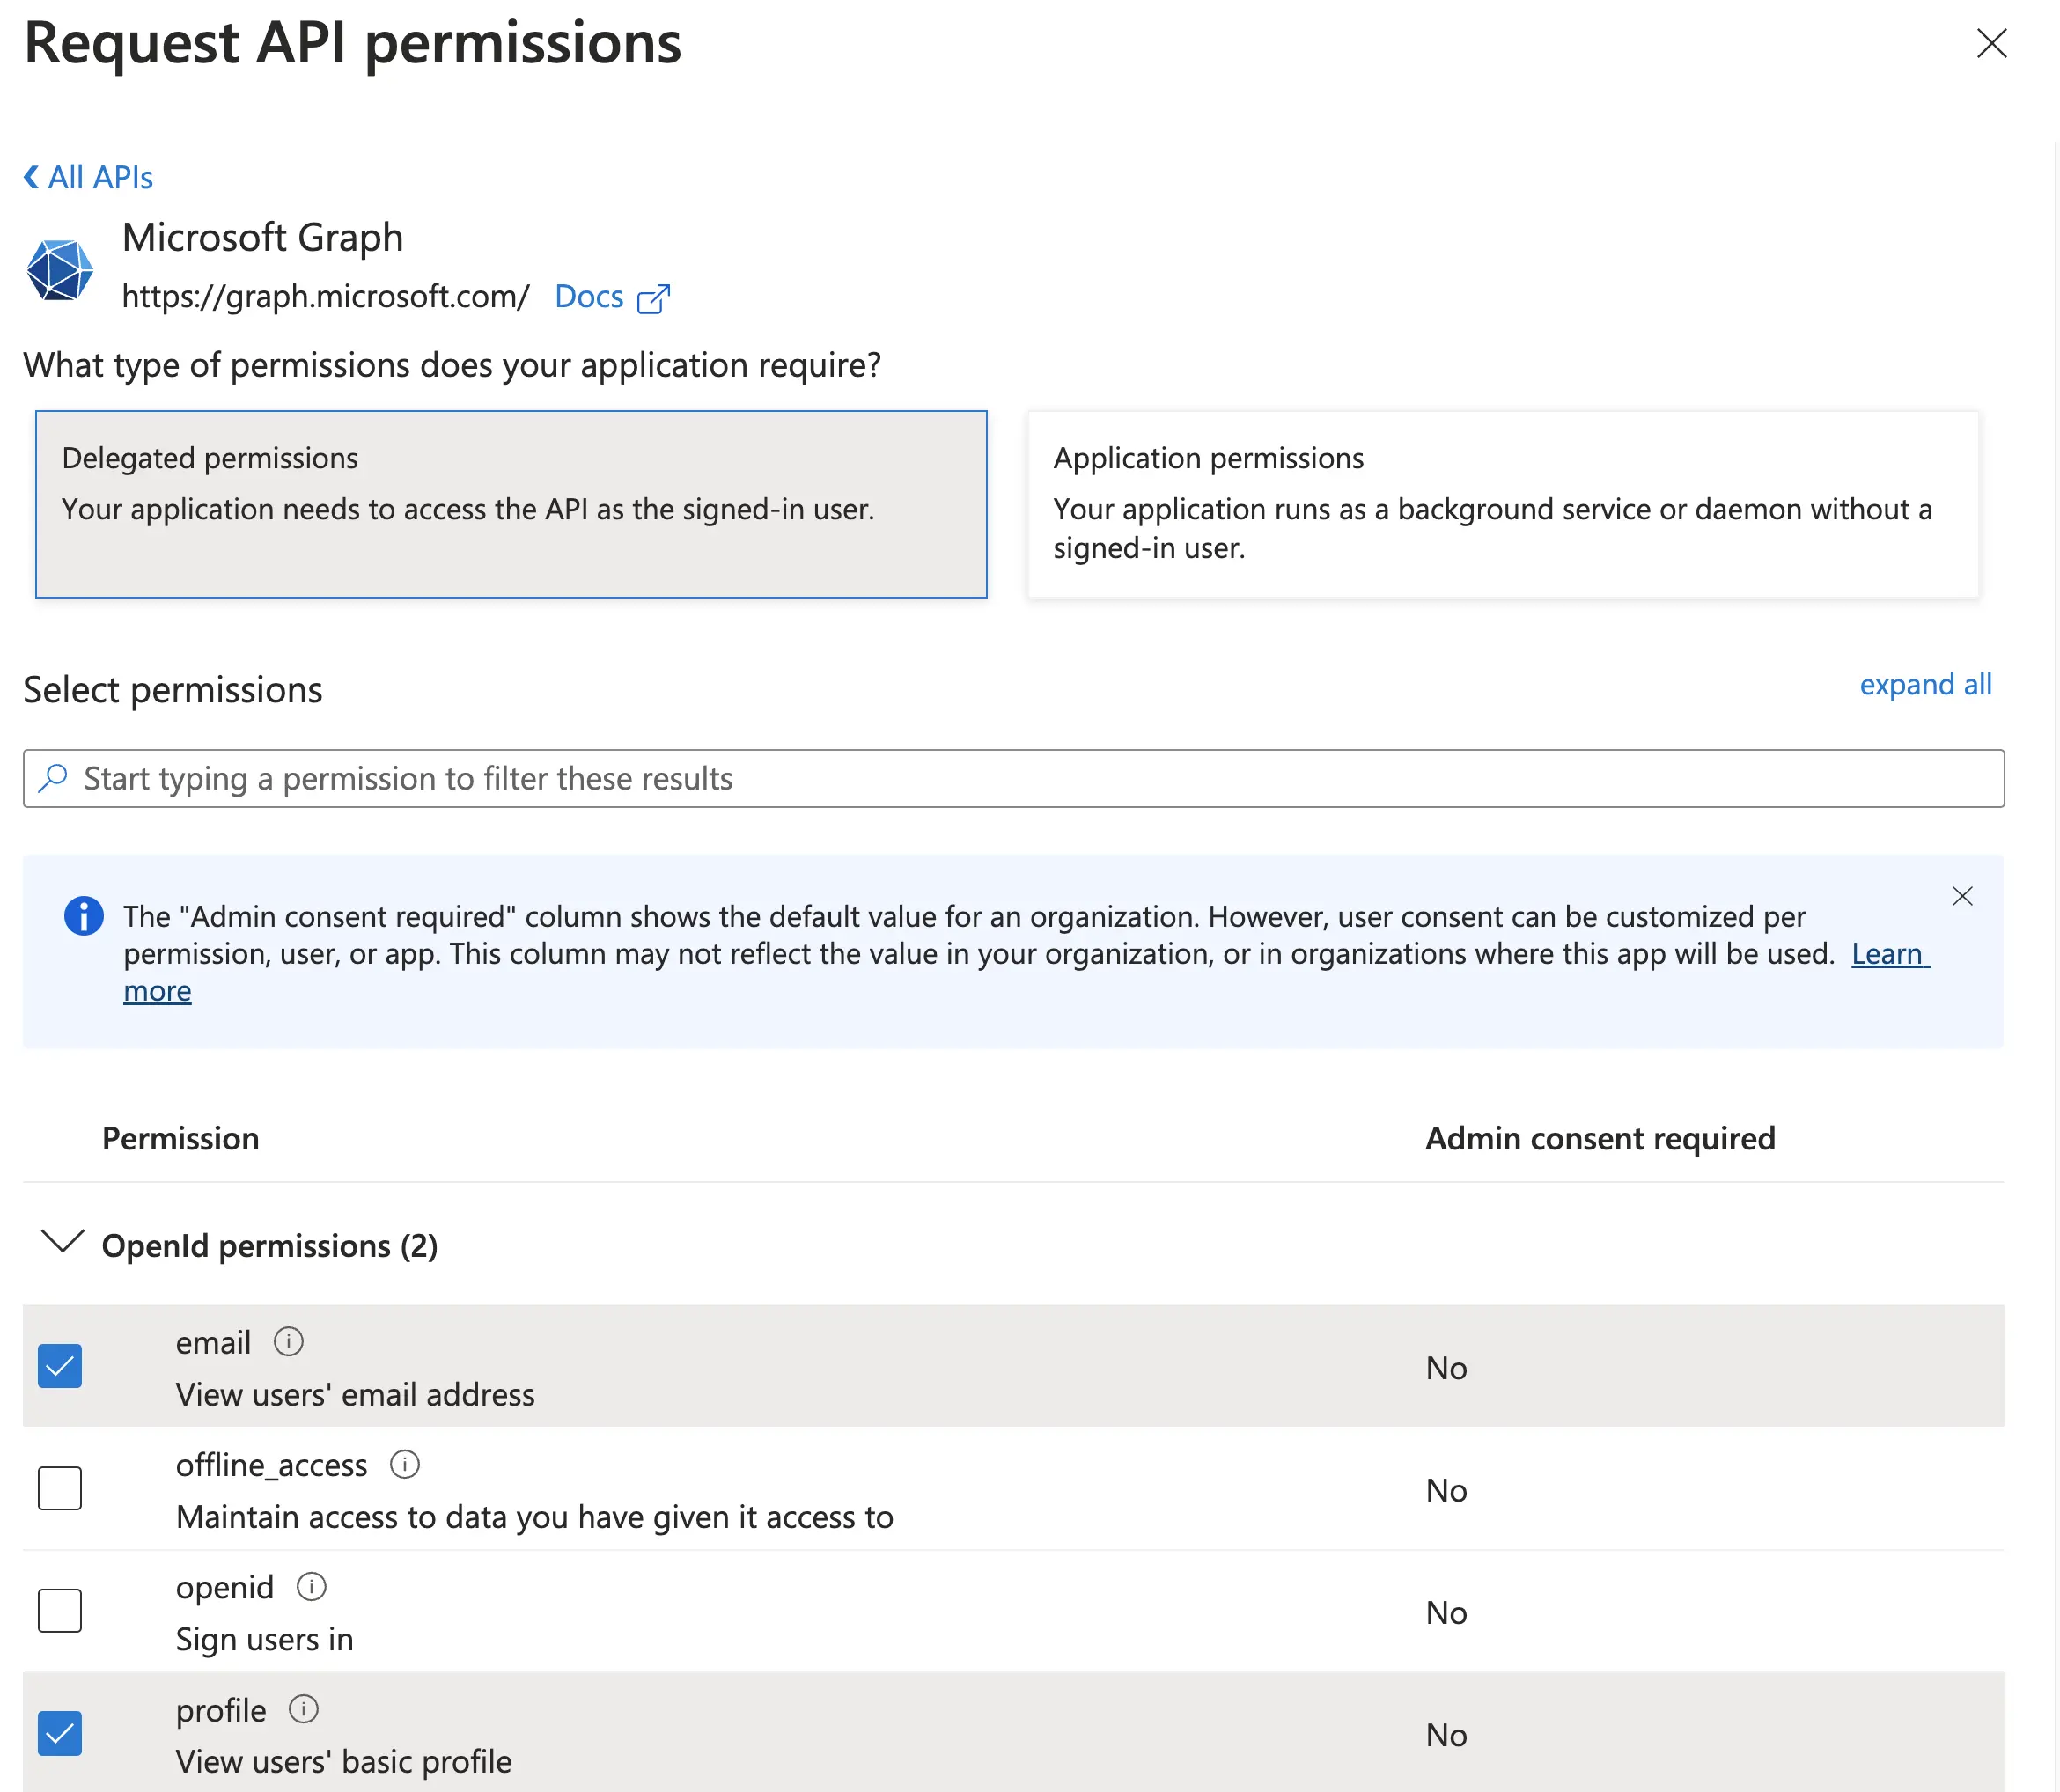 Request API permissions
All APIs
Microsoft Graph
https://graph.microsoft.com/ Docs
What type of permissions does your application require?
Delegated permissions
Your application needs to access the API as the signed-in user.
Application permissions
Your application runs as a background service or daemon without a
signed-in user.
Select permissions
expand all
Start typing a permission to filter these results
The "Admin consent required" column shows the default value for an organization. However, user consent can be customized per
permission, user, or app. This column may not reflect the value in your organization, or in organizations where this app will be used. Learn
more
Permission Admin consent required
OpenId permissions (2)
email
View users' email address
No
offline_access
Maintain access to data you have given it access to
No
openid
Sign users in
No
profile
View users' basic profile
No